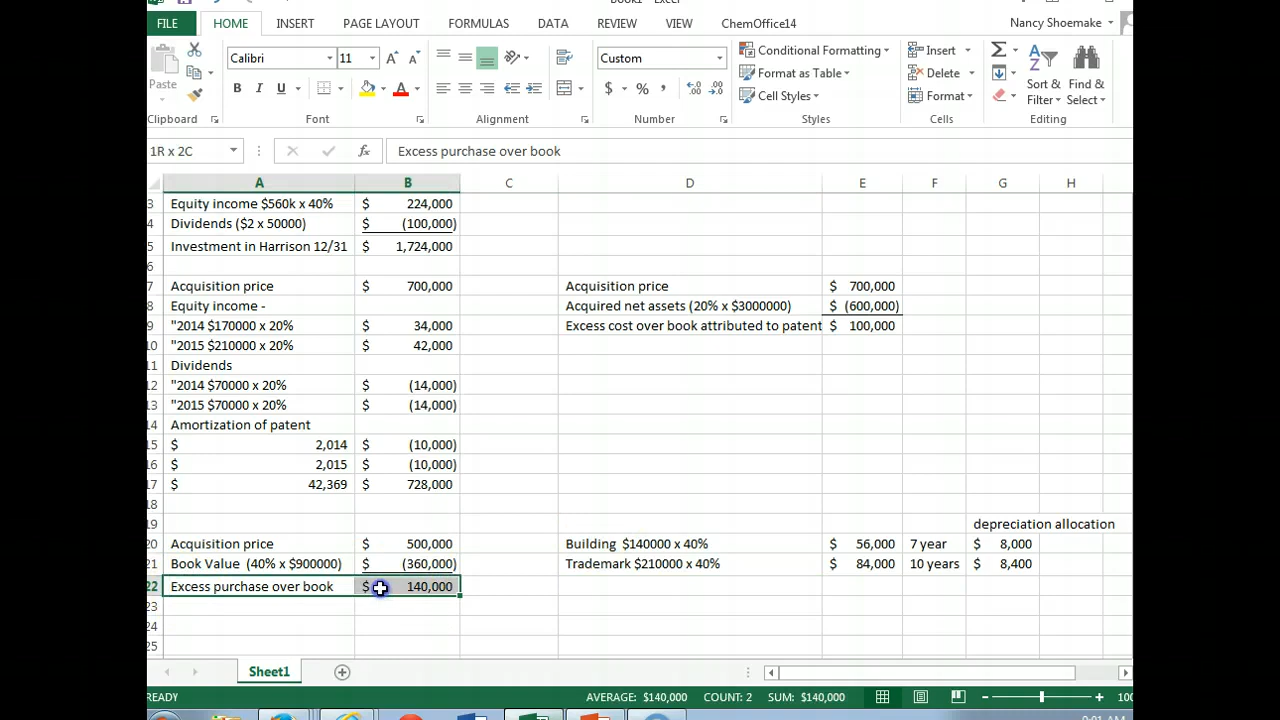 Book1 - Excel
FILE HOME INSERT PAGE LAYOUT FORMULAS DATA REVIEW VIEW ChemOffice14 Nancy Shoemake
Calibri 11 Custom Conditional Formatting Insert
Paste Format as Table Delete Sort & Find &
B I U A $ % , Cell Styles Format Filter Select
Clipboard Font Alignment Number Styles Cells Editing
1R x 2C fx Excess purchase over book
A B C D E F G H
3 Equity income $560k x 40% $ 224,000
4 Dividends ($2 x 50000) $ (100,000)
5 Investment in Harrison 12/31 $ 1,724,000
6
7 Acquisition price $ 700,000 Acquisition price $ 700,000
8 Equity income - Acquired net assets (20% x $3000000) $ (600,000)
9 "2014 $170000 x 20% $ 34,000 Excess cost over book attributed to patent $ 100,000
10 "2015 $210000 x 20% $ 42,000
11 Dividends
12 "2014 $70000 x 20% $ (14,000)
13 "2015 $70000 x 20% $ (14,000)
14 Amortization of patent
15 $ 2,014 $ (10,000)
16 $ 2,015 $ (10,000)
17 $ 42,369 $ 728,000
18
19 depreciation allocation
20 Acquisition price $ 500,000 Building $140000 x 40% $ 56,000 7 year $ 8,000
21 Book Value (40% x $900000) $ (360,000) Trademark $210000 x 40% $ 84,000 10 years $ 8,400
22 Excess purchase over book $ 140,000
23
24
25
Sheet1
READY AVERAGE: $140,000 COUNT: 2 SUM: $140,000 100
9:01 AM